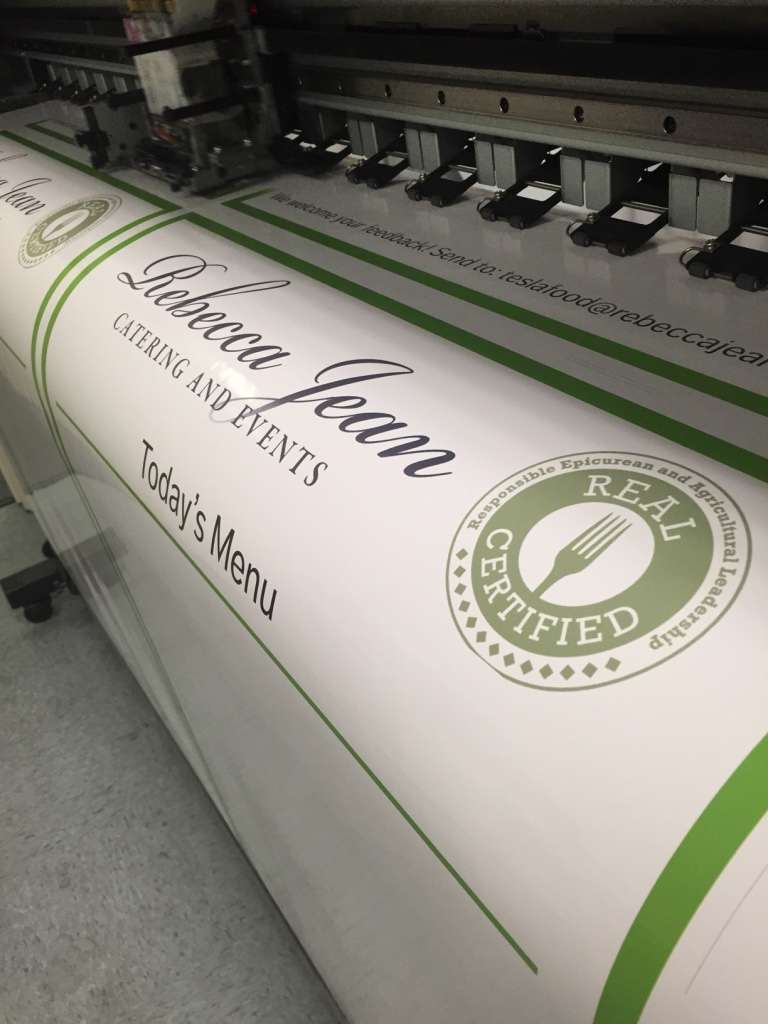 Jean
We welcome your feedback! Send to: teslafood@rebeccajean
Rebecca Jean
CATERING AND EVENTS
Today's Menu
Responsible Epicurean and Agricultural Leadership
REAL
CERTIFIED